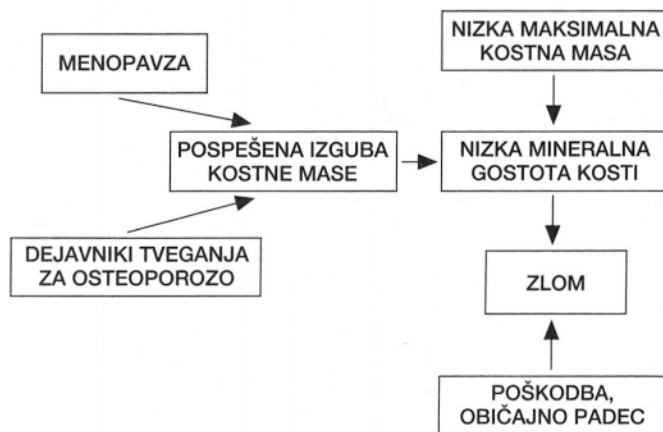 NIZKA MAKSIMALNA
KOSTNA MASA
MENOPAVZA
POSPEŠENA IZGUBA
KOSTNE MASE
NIZKA MINERALNA
GOSTOTA KOSTI
DEJAVNIKI TVEGANJA
ZA OSTEOPOROZO
ZLOM
POŠKODBA,
OBIČAJNO PADEC